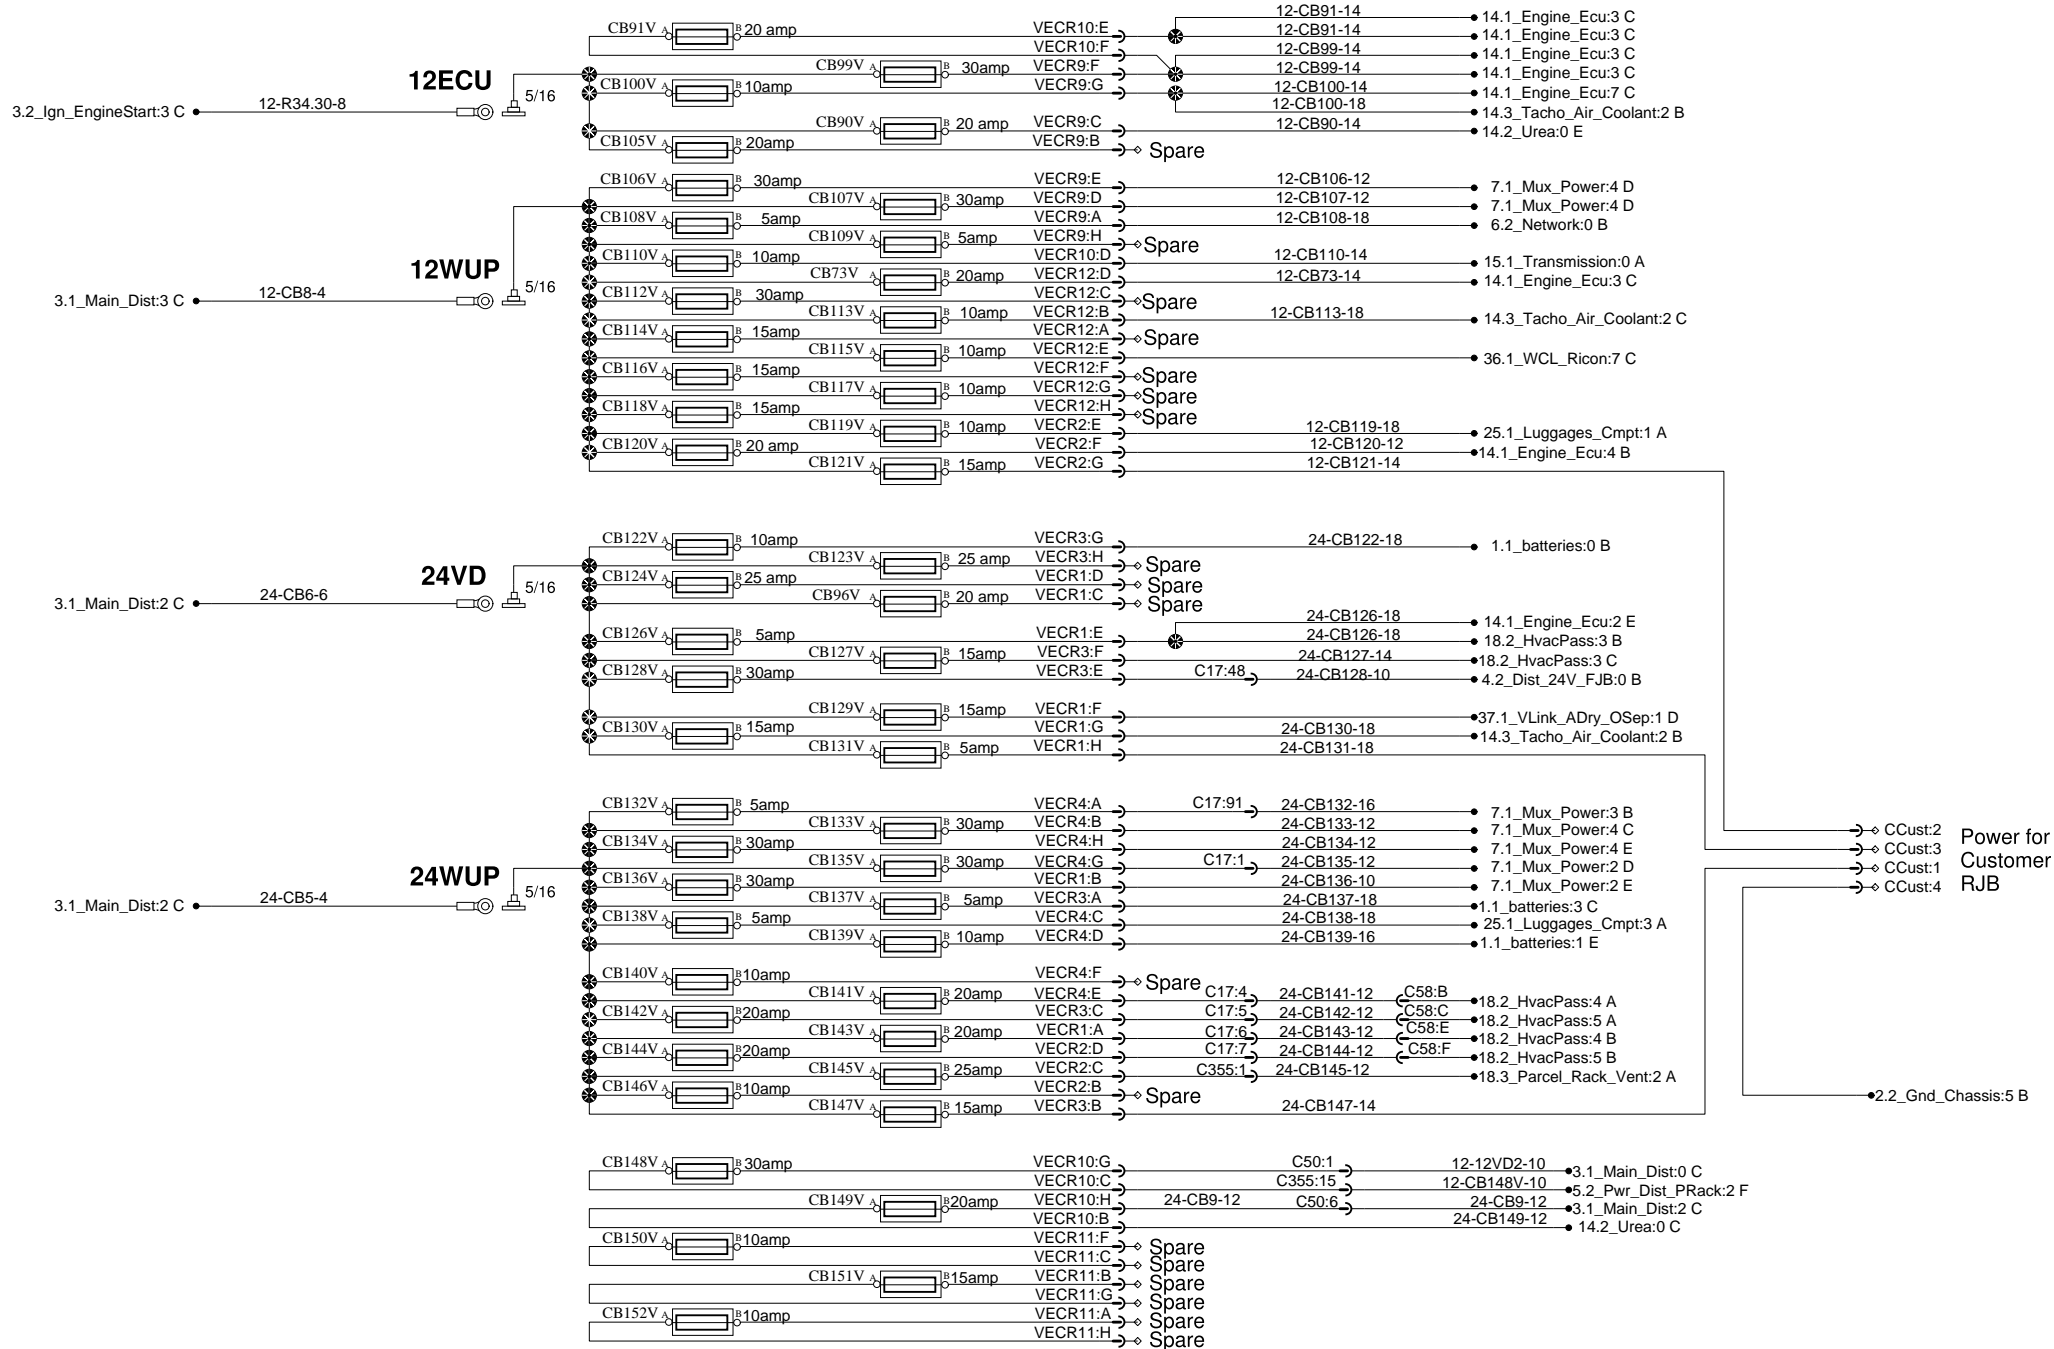 CB91V A B 20 amp VECR10:E 12-CB91-14 14.1_Engine_Ecu:3 C
12-CB91-14 14.1_Engine_Ecu:3 C
VECR10:F 12-CB99-14 14.1_Engine_Ecu:3 C
12ECU CB99V A B 30amp VECR9:F 12-CB99-14 14.1_Engine_Ecu:3 C
5/16 CB100V A B 10amp VECR9:G 12-CB100-14 14.1_Engine_Ecu:7 C
3.2_Ign_EngineStart:3 C 12-R34.30-8 12-CB100-18 14.3_Tacho_Air_Coolant:2 B
CB90V A B 20 amp VECR9:C 12-CB90-14 14.2_Urea:0 E
CB105V A B 20amp VECR9:B Spare
CB106V A B 30amp VECR9:E 12-CB106-12 7.1_Mux_Power:4 D
CB107V A B 30amp VECR9:D 12-CB107-12 7.1_Mux_Power:4 D
CB108V A B 5amp VECR9:A 12-CB108-18 6.2_Network:0 B
CB109V A B 5amp VECR9:H Spare
12WUP CB110V A B 10amp VECR10:D 12-CB110-14 15.1_Transmission:0 A
5/16 CB73V A B 20amp VECR12:D 12-CB73-14 14.1_Engine_Ecu:3 C
3.1_Main_Dist:3 C 12-CB8-4 CB112V A B 30amp VECR12:C Spare
CB113V A B 10amp VECR12:B 12-CB113-18 14.3_Tacho_Air_Coolant:2 C
CB114V A B 15amp VECR12:A Spare
CB115V A B 10amp VECR12:E 36.1_WCL_Ricon:7 C
CB116V A B 15amp VECR12:F Spare
CB117V A B 10amp VECR12:G Spare
CB118V A B 15amp VECR12:H Spare
CB119V A B 10amp VECR2:E 12-CB119-18 25.1_Luggages_Cmpt:1 A
CB120V A B 20 amp VECR2:F 12-CB120-12 14.1_Engine_Ecu:4 B
CB121V A B 15amp VECR2:G 12-CB121-14
CB122V A B 10amp VECR3:G 24-CB122-18 1.1_batteries:0 B
CB123V A B 25 amp VECR3:H Spare
24VD 5/16 CB124V A B 25 amp VECR1:D Spare
3.1_Main_Dist:2 C 24-CB6-6 CB96V A B 20 amp VECR1:C Spare
24-CB126-18 14.1_Engine_Ecu:2 E
CB126V A B 5amp VECR1:E 24-CB126-18 18.2_HvacPass:3 B
CB127V A B 15amp VECR3:F 24-CB127-14 18.2_HvacPass:3 C
CB128V A B 30amp VECR3:E C17:48 24-CB128-10 4.2_Dist_24V_FJB:0 B
CB129V A B 15amp VECR1:F 37.1_VLink_ADry_OSep:1 D
CB130V A B 15amp VECR1:G 24-CB130-18 14.3_Tacho_Air_Coolant:2 B
CB131V A B 5amp VECR1:H 24-CB131-18
CB132V A B 5amp VECR4:A C17:91 24-CB132-16 7.1_Mux_Power:3 B
CB133V A B 30amp VECR4:B 24-CB133-12 7.1_Mux_Power:4 C CCust:2
CB134V A B 30amp VECR4:H 24-CB134-12 7.1_Mux_Power:4 E CCust:3
24WUP CB135V A B 30amp VECR4:G C17:1 24-CB135-12 7.1_Mux_Power:2 D CCust:1
5/16 CB136V A B 30amp VECR1:B 24-CB136-10 7.1_Mux_Power:2 E CCust:4
Power for
Customer
RJB
3.1_Main_Dist:2 C 24-CB5-4 CB137V A B 5amp VECR3:A 24-CB137-18 1.1_batteries:3 C
CB138V A B 5amp VECR4:C 24-CB138-18 25.1_Luggages_Cmpt:3 A
CB139V A B 10amp VECR4:D 24-CB139-16 1.1_batteries:1 E
CB140V A B 10amp VECR4:F Spare
CB141V A B 20amp VECR4:E C17:4 24-CB141-12 C58:B 18.2_HvacPass:4 A
CB142V A B 20amp VECR3:C C17:5 24-CB142-12 C58:C 18.2_HvacPass:5 A
CB143V A B 20amp VECR1:A C17:6 24-CB143-12 C58:E 18.2_HvacPass:4 B
CB144V A B 20amp VECR2:D C17:7 24-CB144-12 C58:F 18.2_HvacPass:5 B
CB145V A B 25amp VECR2:C C355:1 24-CB145-12 18.3_Parcel_Rack_Vent:2 A
CB146V A B 10amp VECR2:B Spare 2.2_Gnd_Chassis:5 B
CB147V A B 15amp VECR3:B 24-CB147-14
CB148V A B 30amp VECR10:G C50:1 12-12VD2-10 3.1_Main_Dist:0 C
VECR10:C C355:15 12-CB148V-10 5.2_Pwr_Dist_PRack:2 F
CB149V A B 20amp VECR10:H 24-CB9-12 C50:6 24-CB9-12 3.1_Main_Dist:2 C
VECR10:B 24-CB149-12 14.2_Urea:0 C
CB150V A B 10amp VECR11:F Spare
VECR11:C Spare
CB151V A B 15amp VECR11:B Spare
VECR11:G Spare
CB152V A B 10amp VECR11:A Spare
VECR11:H Spare